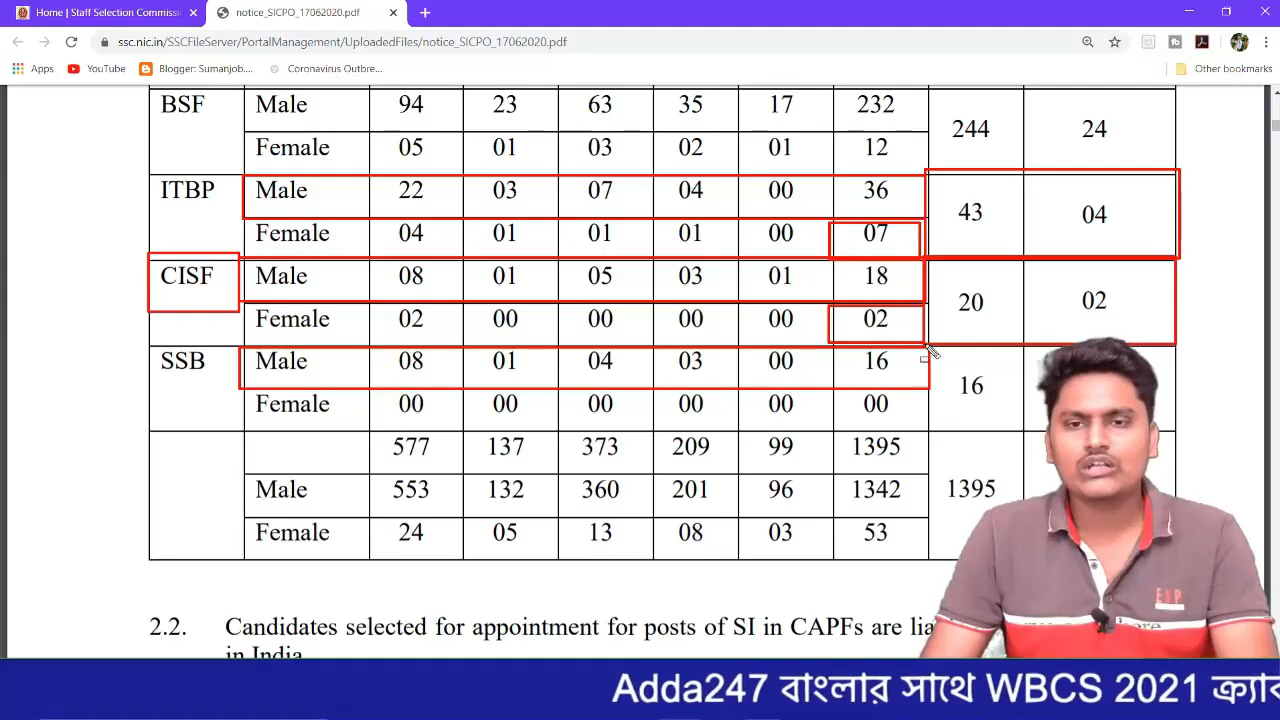 Home | Staff Selection Commissi
notice_SICPO_17062020.pdf
ssc.nic.in/SSCFileServer/PortalManagement/UploadedFiles/notice_SICPO_17062020.pdf
Apps YouTube Blogger: Sumanjob.... Coronavirus Outbre... Other bookmarks
BSF Male 94 23 63 35 17 232 244 24
Female 05 01 03 02 01 12
ITBP Male 22 03 07 04 00 36 43 04
Female 04 01 01 01 00 07
CISF Male 08 01 05 03 01 18 20 02
Female 02 00 00 00 00 02
SSB Male 08 01 04 03 00 16 16
Female 00 00 00 00 00 00
577 137 373 209 99 1395 1395
Male 553 132 360 201 96 1342
Female 24 05 13 08 03 53
2.2. Candidates selected for appointment for posts of SI in CAPFs are lia
in India
ESP
Adda247 বাংলার সাথে WBCS 2021 ক্র্যাক